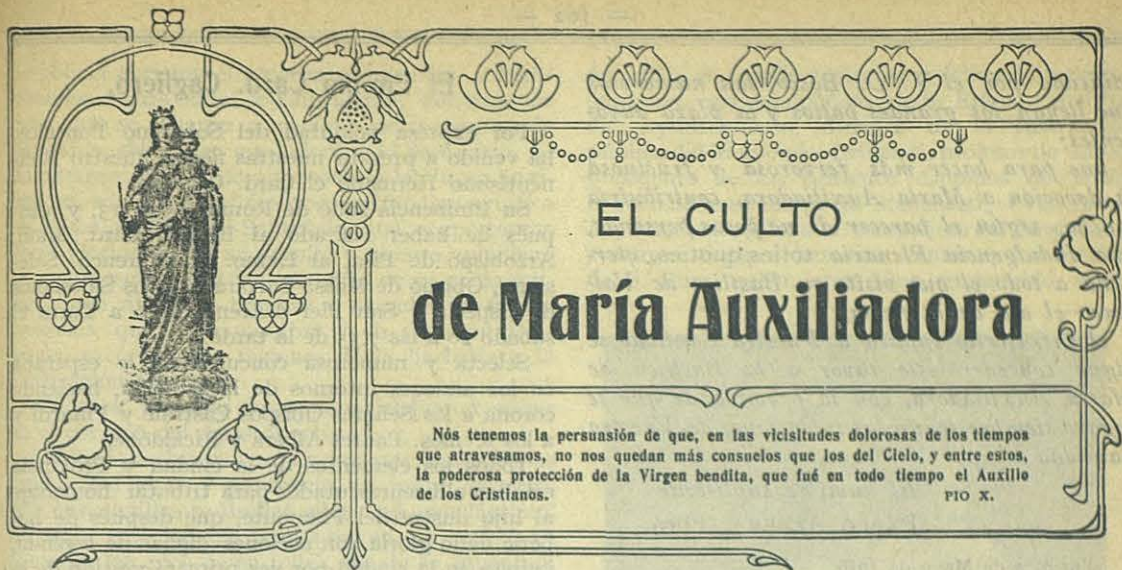 EL CULTO
de María Auxiliadora
Nós tenemos la persuasión de que, en las vicisitudes dolorosas de los tiempos
que atravesamos, no nos quedan más consuelos que los del Cielo, y entre estos,
la poderosa protección de la Virgen bendita, que fué en todo tiempo el Auxilio
de los Cristianos. PIO X.